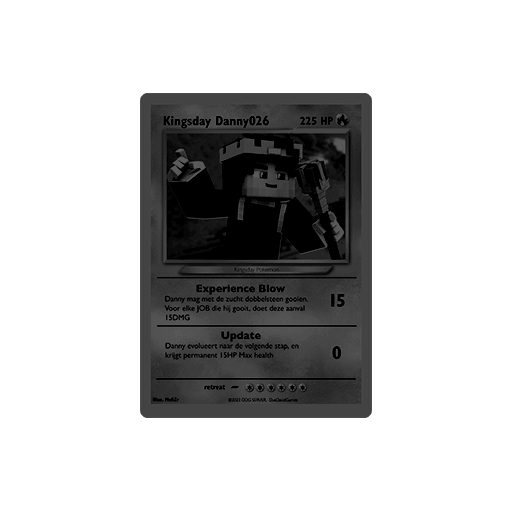 Kingsday Danny026 225 HP
Kingsday Pokemon
Experience Blow
Danny mag met de zucht dobbelsteen gooien.
Voor elke JOB die hij gooit, doet deze aanval
15DMG
15
Update
Danny evolueert naar de volgende stap, en
krijgt permanent 15HP Max health
0
retreat